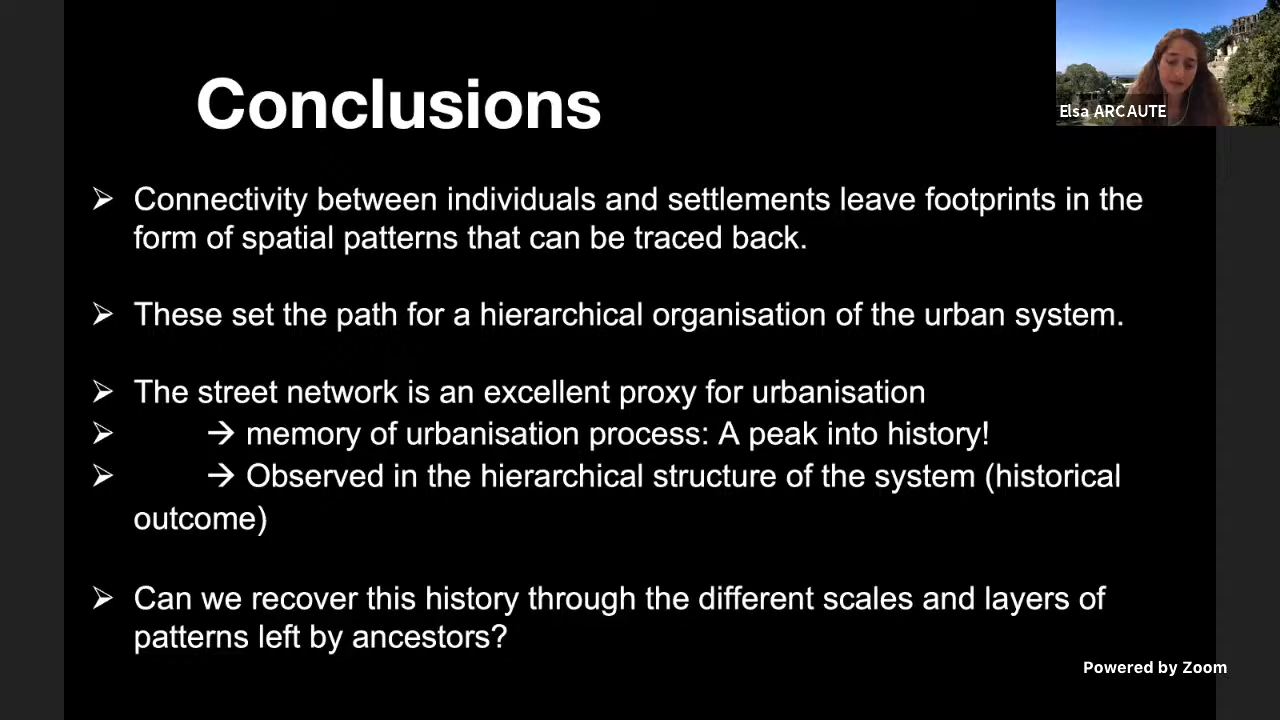 Conclusions
Elsa ARCAUTE
➢ Connectivity between individuals and settlements leave footprints in the
form of spatial patterns that can be traced back.
➢ These set the path for a hierarchical organisation of the urban system.
➢ The street network is an excellent proxy for urbanisation
➢ → memory of urbanisation process: A peak into history!
➢ → Observed in the hierarchical structure of the system (historical
outcome)
➢ Can we recover this history through the different scales and layers of
patterns left by ancestors?
Powered by Zoom